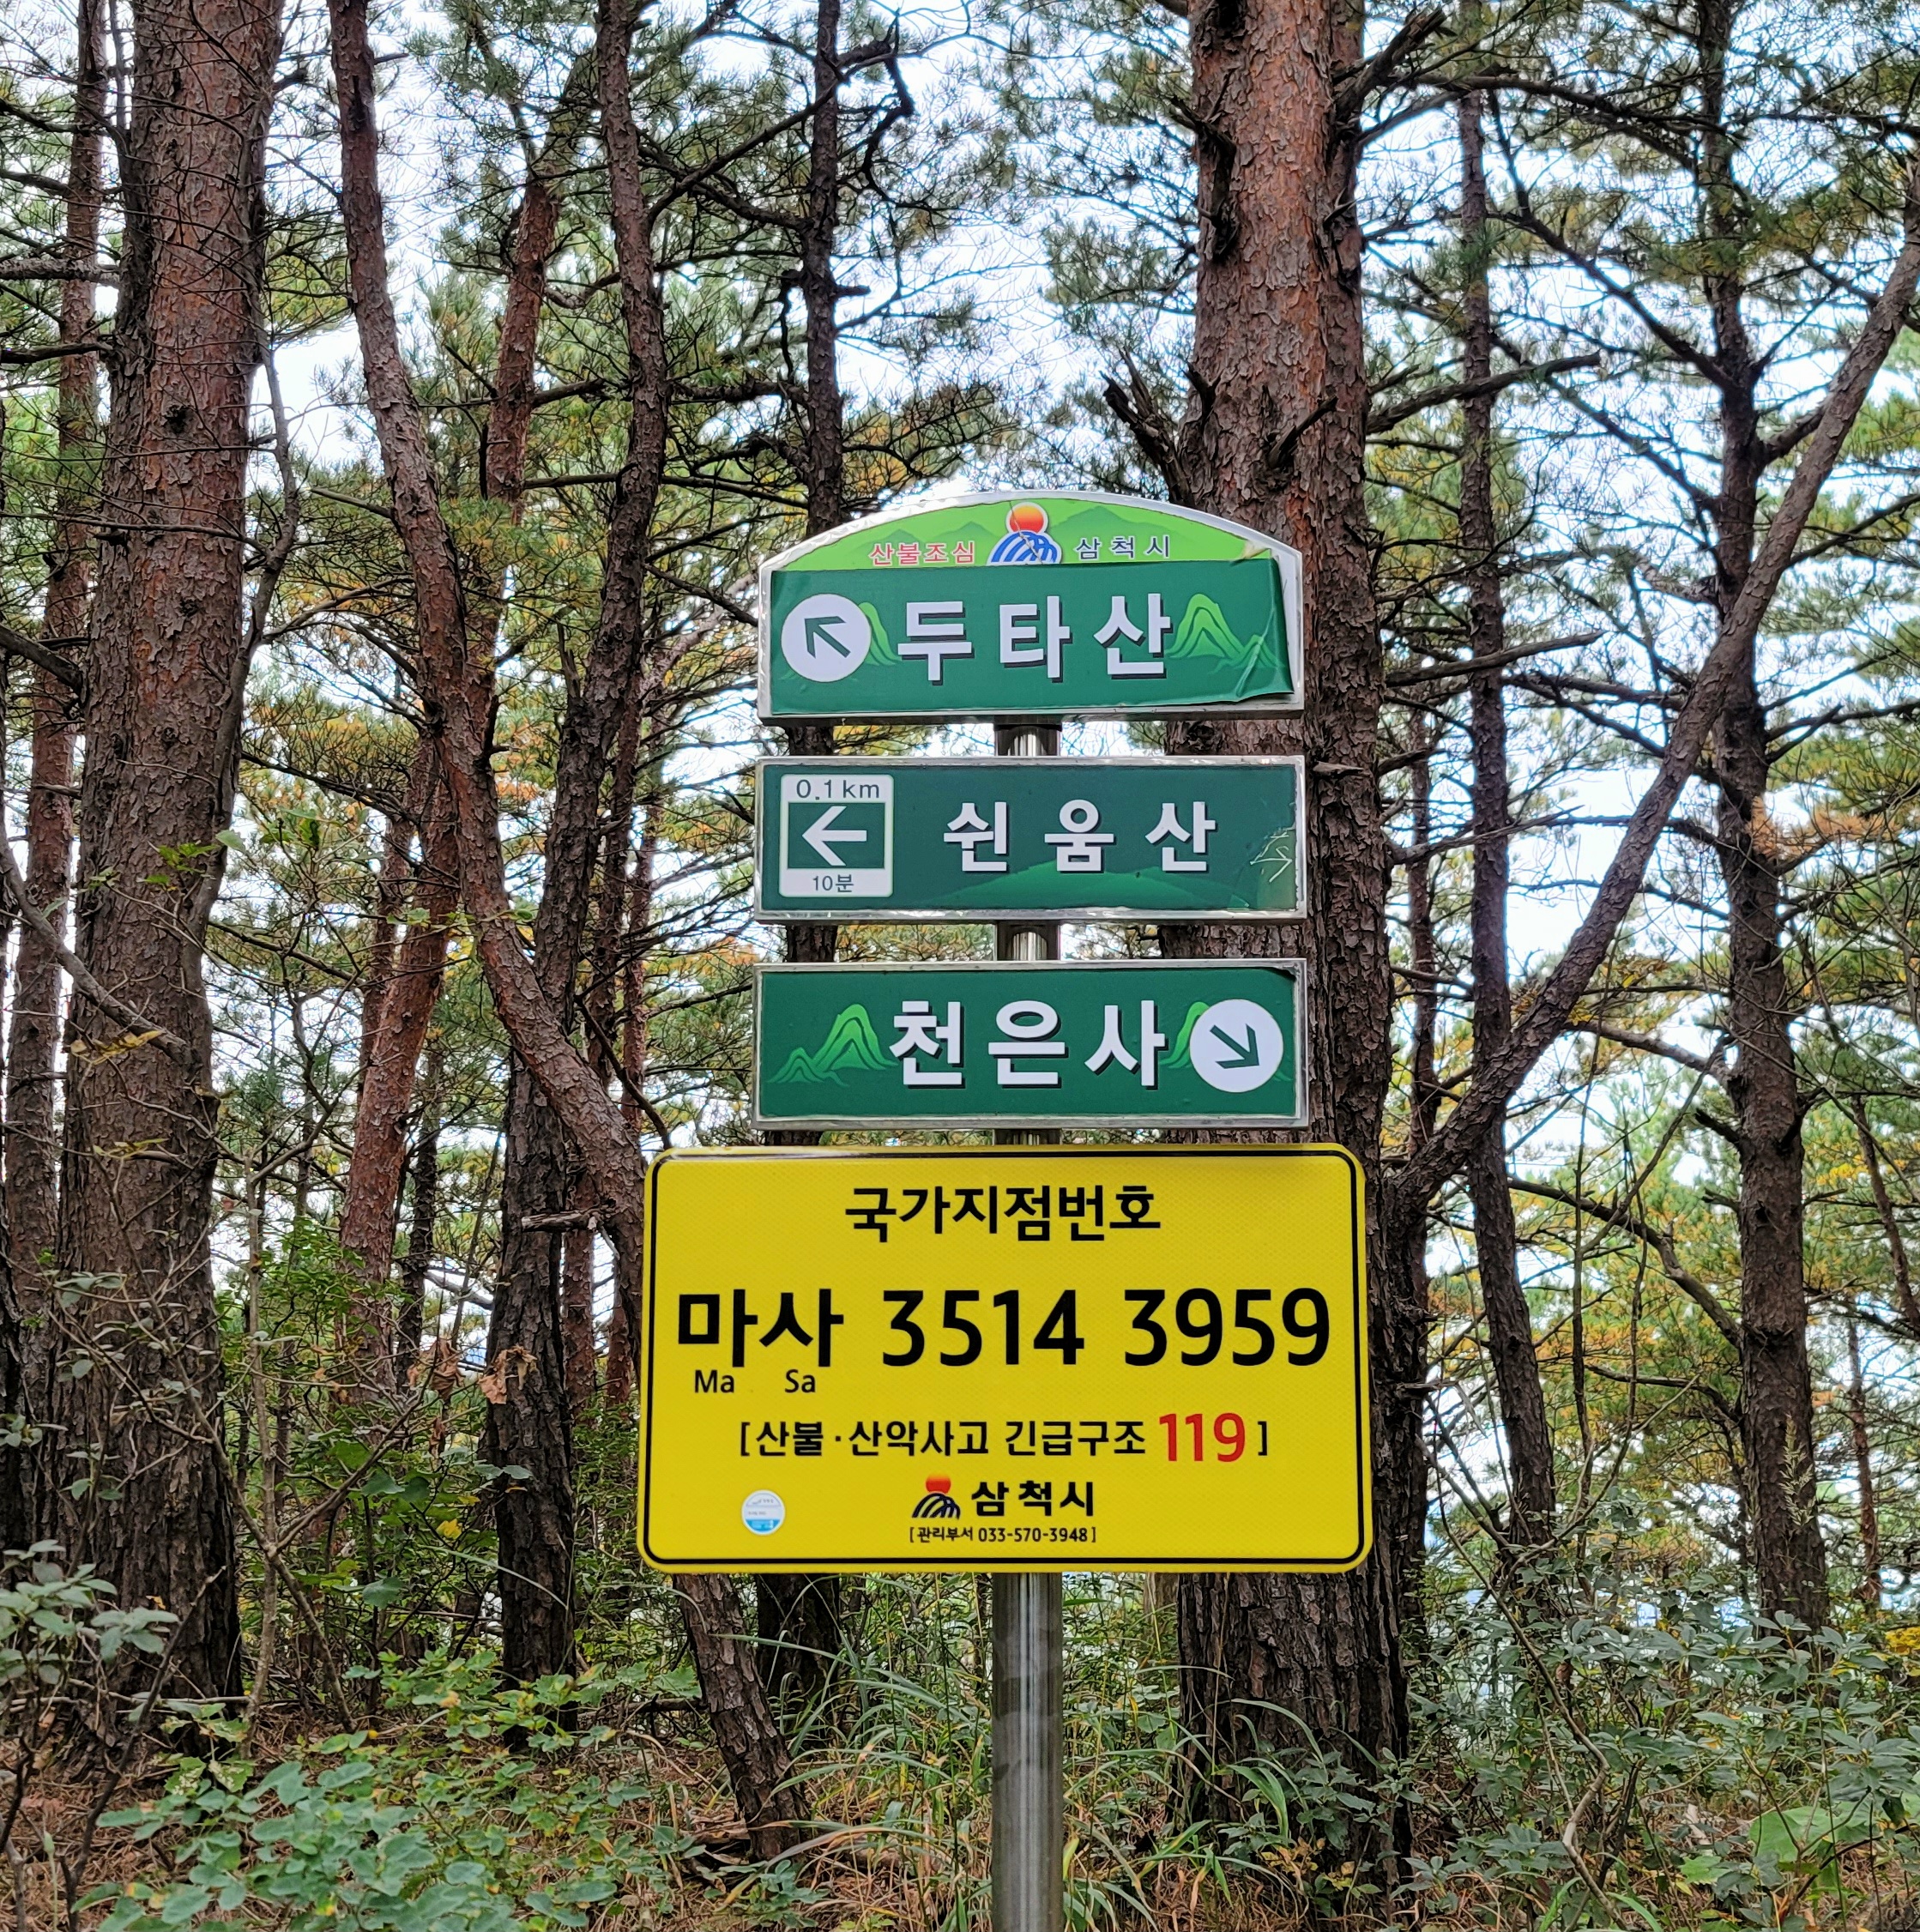 산불조심 삼척시
두타산
0.1km
쉰움산
10분
천은사
국가지점번호
마사 3514 3959
Ma Sa
[산불·산악사고 긴급구조 119]
삼척시
[관리부서 033-570-3948]